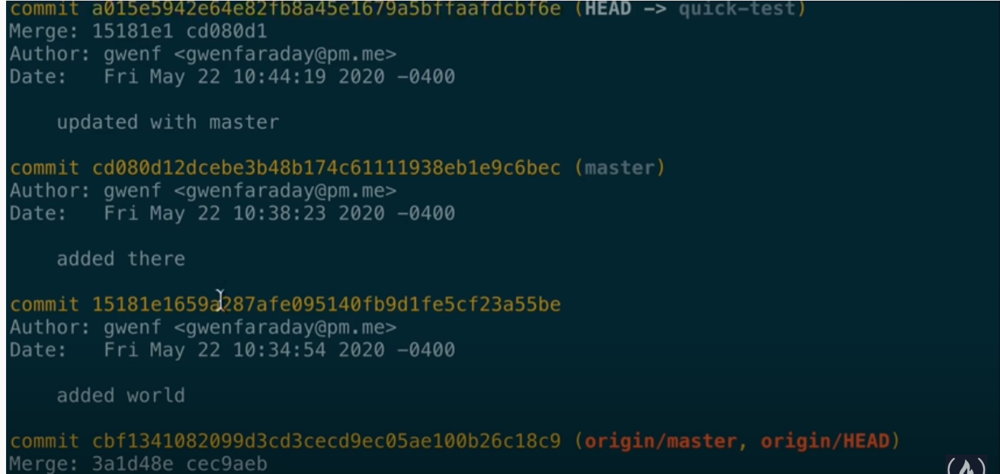 commit a015e5942e64e82fb8a45e1679a5bffaafdcbf6e (HEAD -> quick-test)
Merge: 15181e1 cd080d1
Author: gwenf <gwenfaraday@pm.me>
Date:   Fri May 22 10:44:19 2020 -0400
updated with master
commit cd080d12dcebe3b48b174c61111938eb1e9c6bec (master)
Author: gwenf <gwenfaraday@pm.me>
Date:   Fri May 22 10:38:23 2020 -0400
added there
commit 15181e1659a287afe095140fb9d1fe5cf23a55be
Author: gwenf <gwenfaraday@pm.me>
Date:   Fri May 22 10:34:54 2020 -0400
added world
commit cbf1341082099d3cd3cecd9ec05ae100b26c18c9 (origin/master, origin/HEAD)
Merge: 3a1d48e cec9aeb